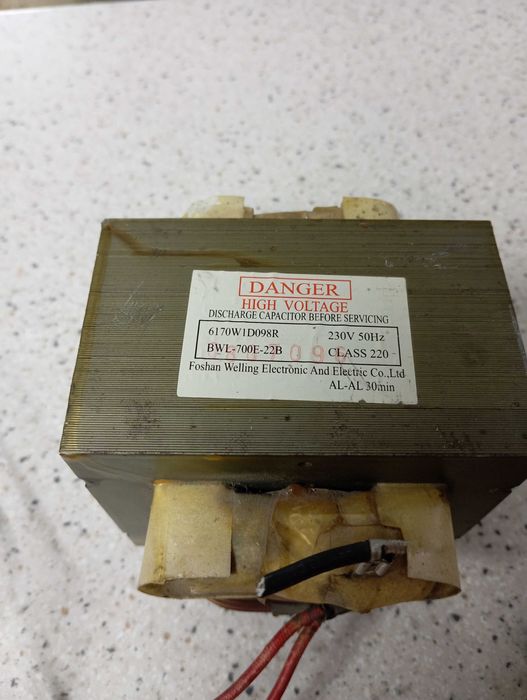 DANGER
HIGH VOLTAGE
DISCHARGE CAPACITOR BEFORE SERVICING
6170W1D098R 230V 50Hz
BWL-700E-22B CLASS 220
Foshan Welling Electronic And Electric Co.,Ltd
AL-AL 30min